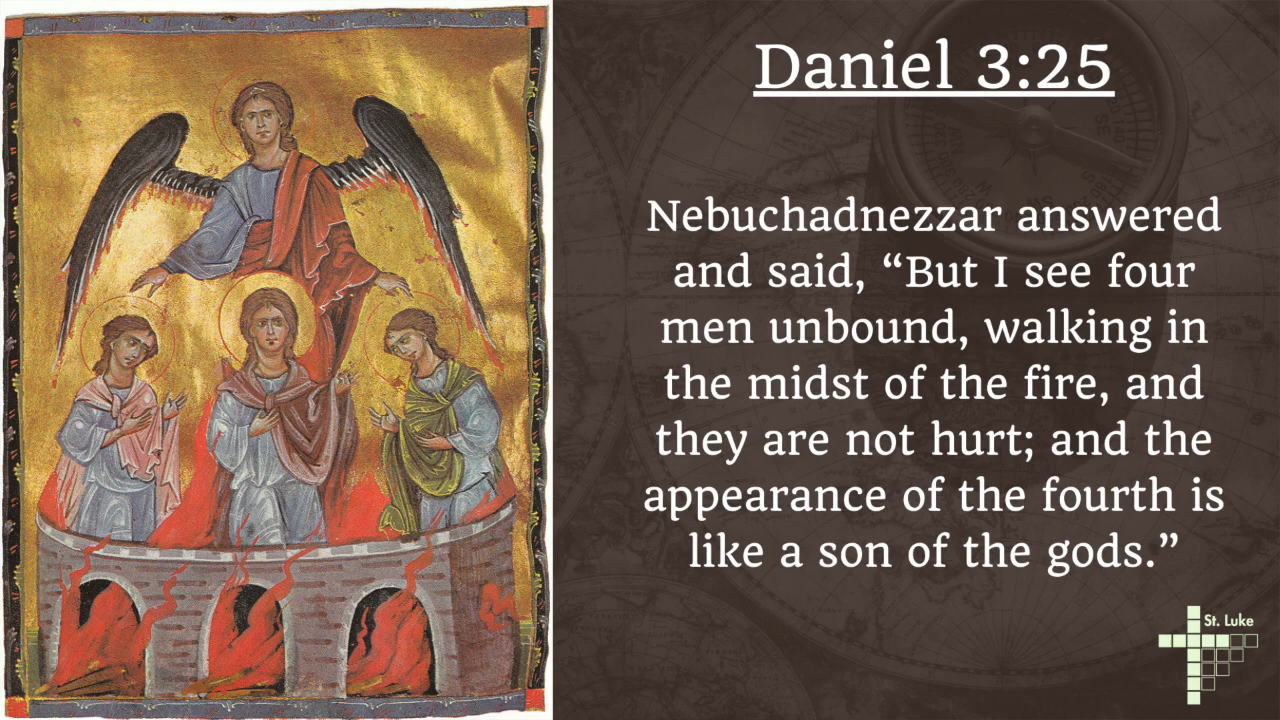 Daniel 3:25
Nebuchadnezzar answered
and said, “But I see four
men unbound, walking in
the midst of the fire, and
they are not hurt; and the
appearance of the fourth is
like a son of the gods.”
St. Luke